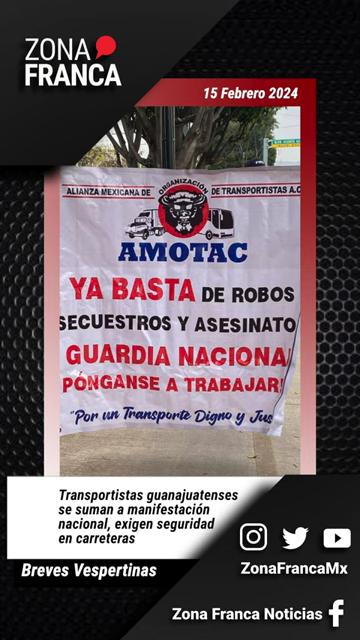 ZONA
FRANCA
15 Febrero 2024
ORGANIZACIÓN
ALIANZA MEXICANA DE
DE TRANSPORTISTAS A.C
AMOTAC
YA BASTA DE ROBOS
SECUESTROS Y ASESINATO
GUARDIA NACIONA
PÓNGANSE A TRABAJAR!
"Por un Transporte Digno y Jus
Transportistas guanajuatenses
se suman a manifestación
nacional, exigen seguridad
en carreteras
Breves Vespertinas
ZonaFrancaMx
Zona Franca Noticias